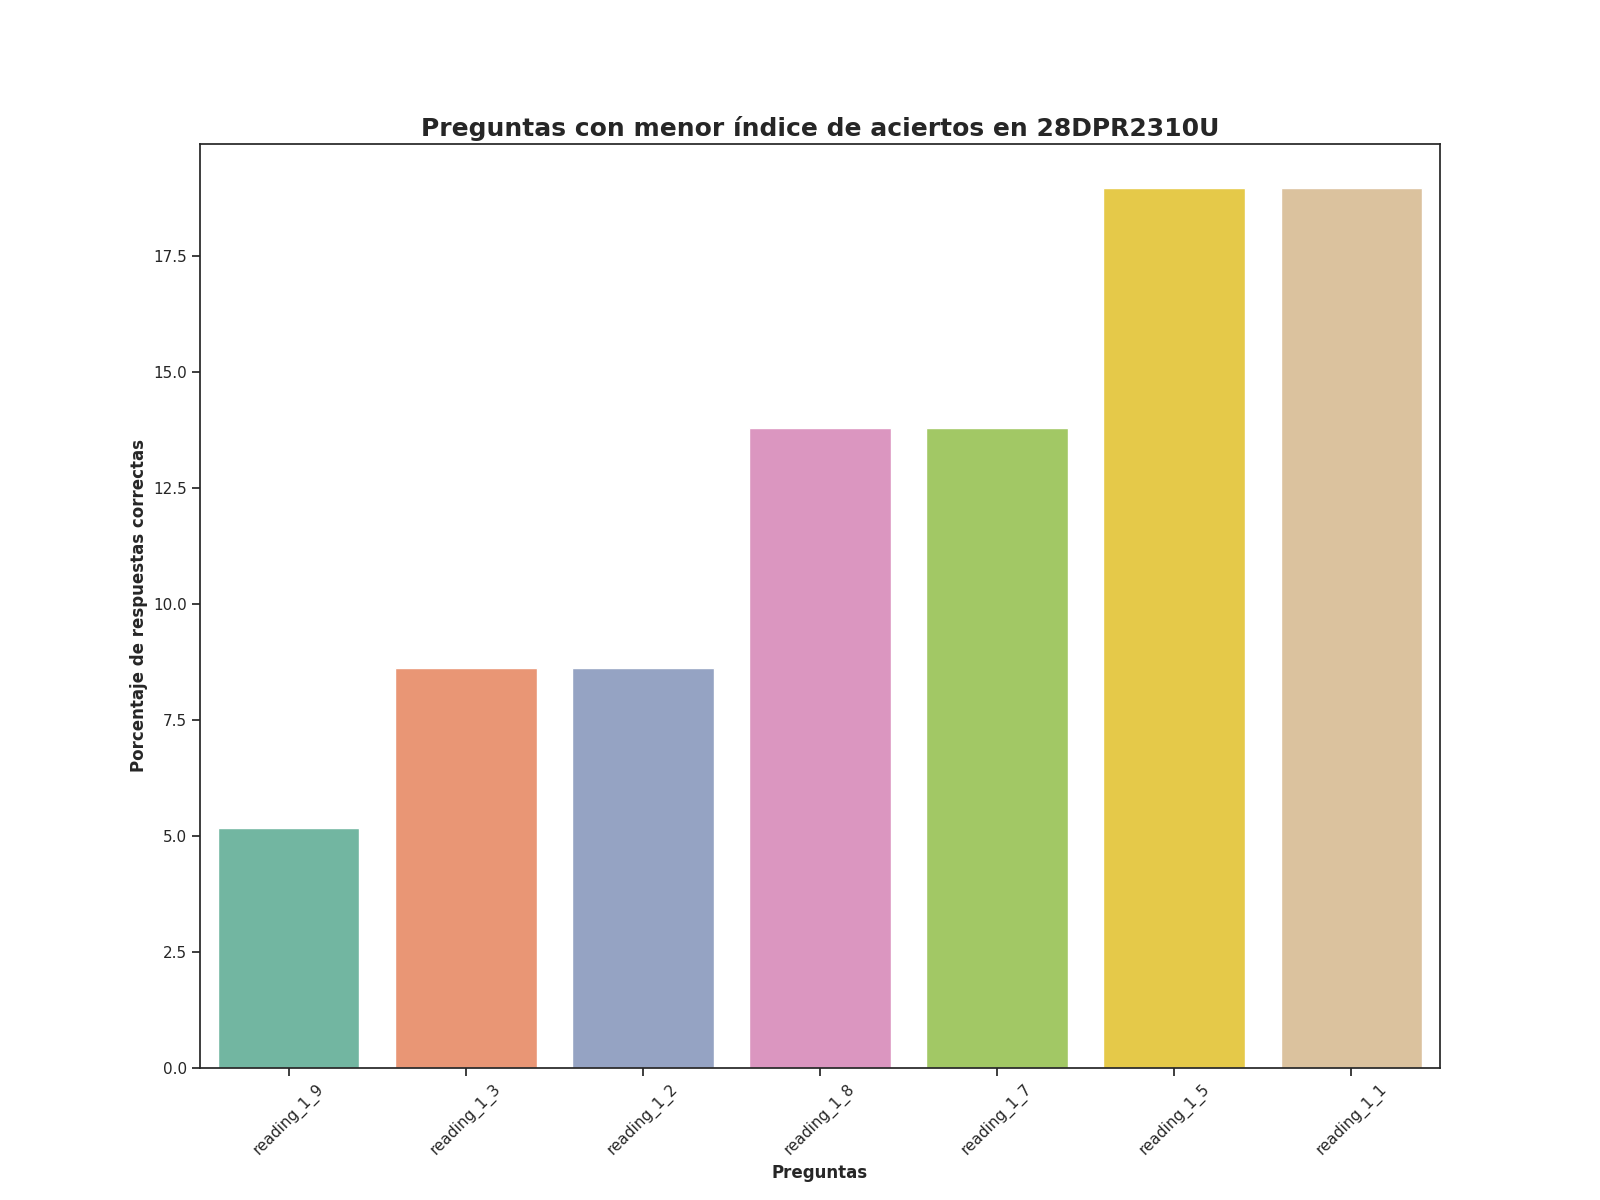 Preguntas con menor índice de aciertos en 28DPR2310U
Porcentaje de respuestas correctas
17.5
15.0
12.5
10.0
7.5
5.0
2.5
0.0
reading_1_9
reading_1_3
reading_1_2
reading_1_8
reading_1_7
reading_1_5
reading_1_1
Preguntas